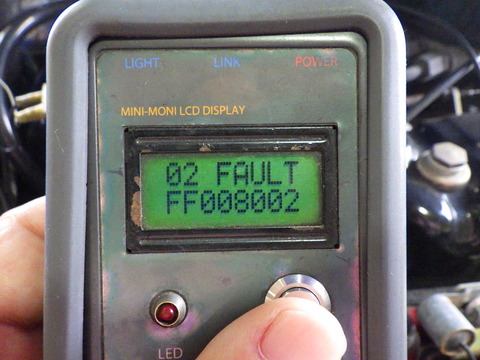 LIGHT LINK POWER
MINI-MONI LCD DISPLAY
02 FAULT
FF008002
LED